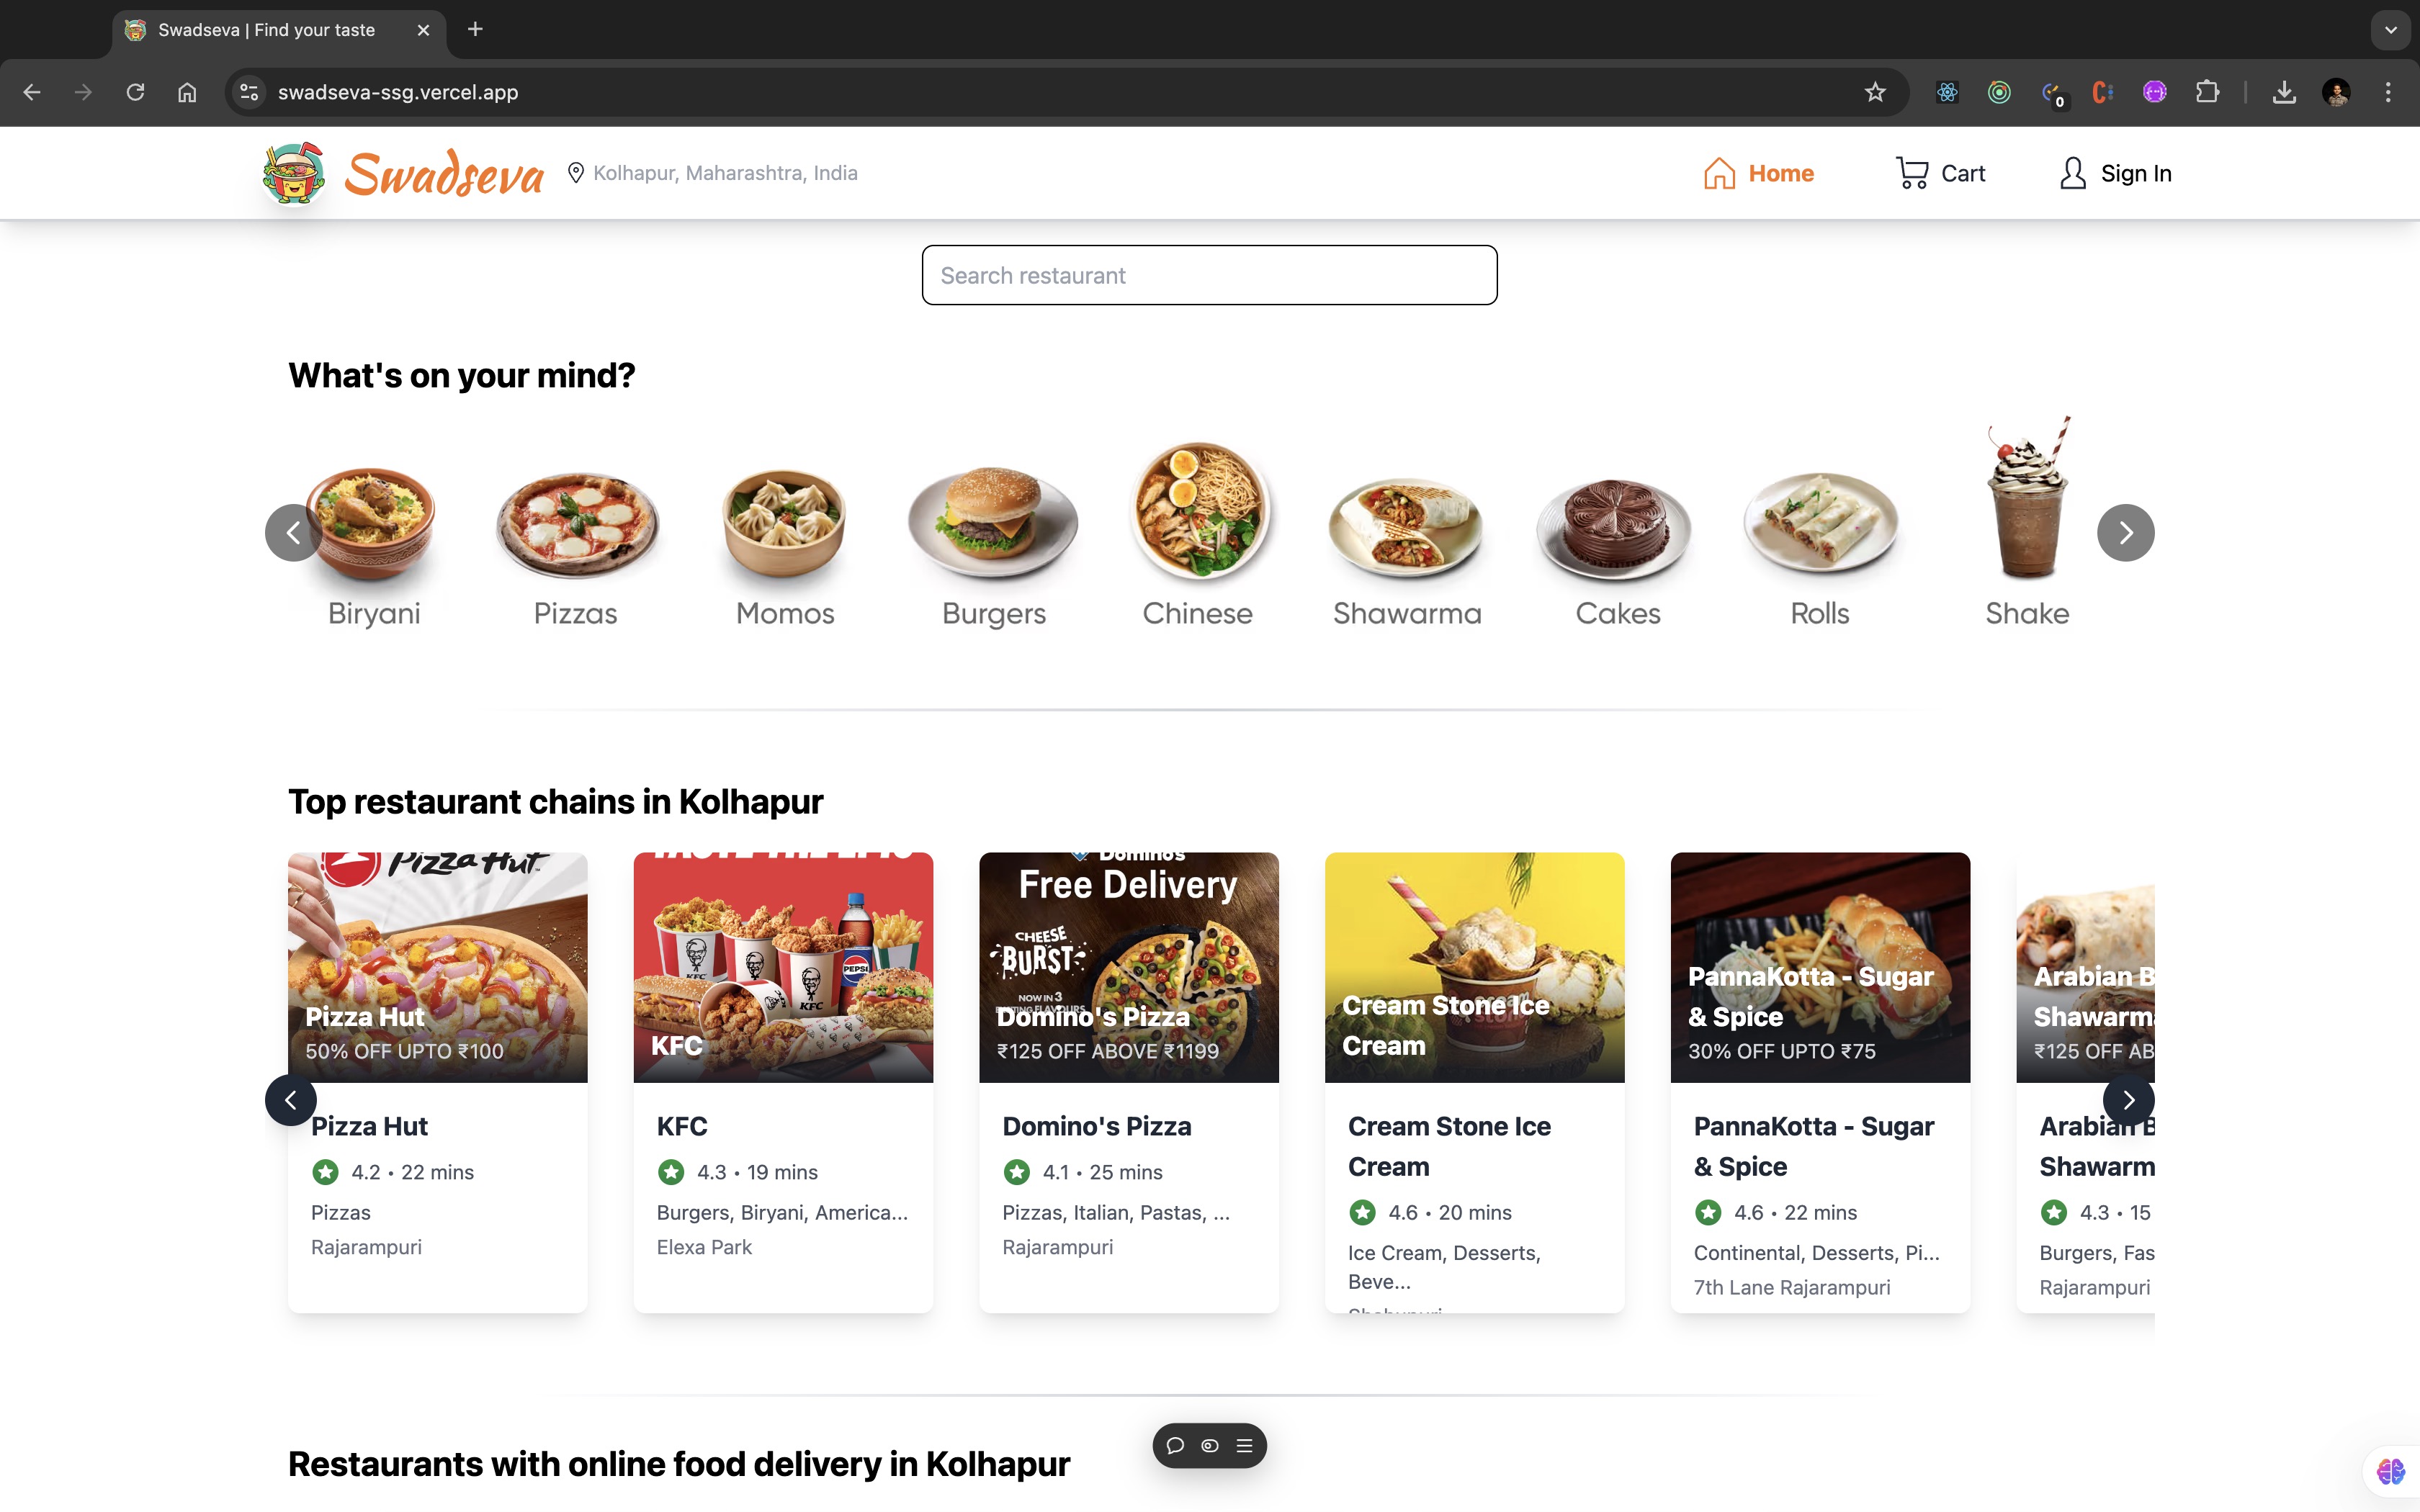 Swadseva | Find your taste
swadseva-ssg.vercel.app
0
Swadseva
Kolhapur, Maharashtra, India
Home
Cart
Sign In
Search restaurant
What's on your mind?
Biryani
Pizzas
Momos
Burgers
Chinese
Shawarma
Cakes
Rolls
Shake
Top restaurant chains in Kolhapur
Pizza Hut
Pizza Hut
50% OFF UPTO ₹100
Pizza Hut
4.2 • 22 mins
Pizzas
Rajarampuri
PEPSI
KFC
KFC
KFC
KFC
4.3 • 19 mins
Burgers, Biryani, America...
Elexa Park
Domino's
Free Delivery
CHEESE
BURST
NOW IN 3
Domino's Pizza
₹125 OFF ABOVE ₹1199
Domino's Pizza
4.1 • 25 mins
Pizzas, Italian, Pastas, ...
Rajarampuri
Cream Stone Ice
Cream
Cream Stone Ice
Cream
4.6 • 20 mins
Ice Cream, Desserts,
Beve...
PannaKotta - Sugar
& Spice
30% OFF UPTO ₹75
PannaKotta - Sugar
& Spice
4.6 • 22 mins
Continental, Desserts, Pi...
7th Lane Rajarampuri
Arabian B
Shawarm
₹125 OFF AB
Arabian B
Shawarm
4.3 • 15
Burgers, Fas
Rajarampuri
Restaurants with online food delivery in Kolhapur